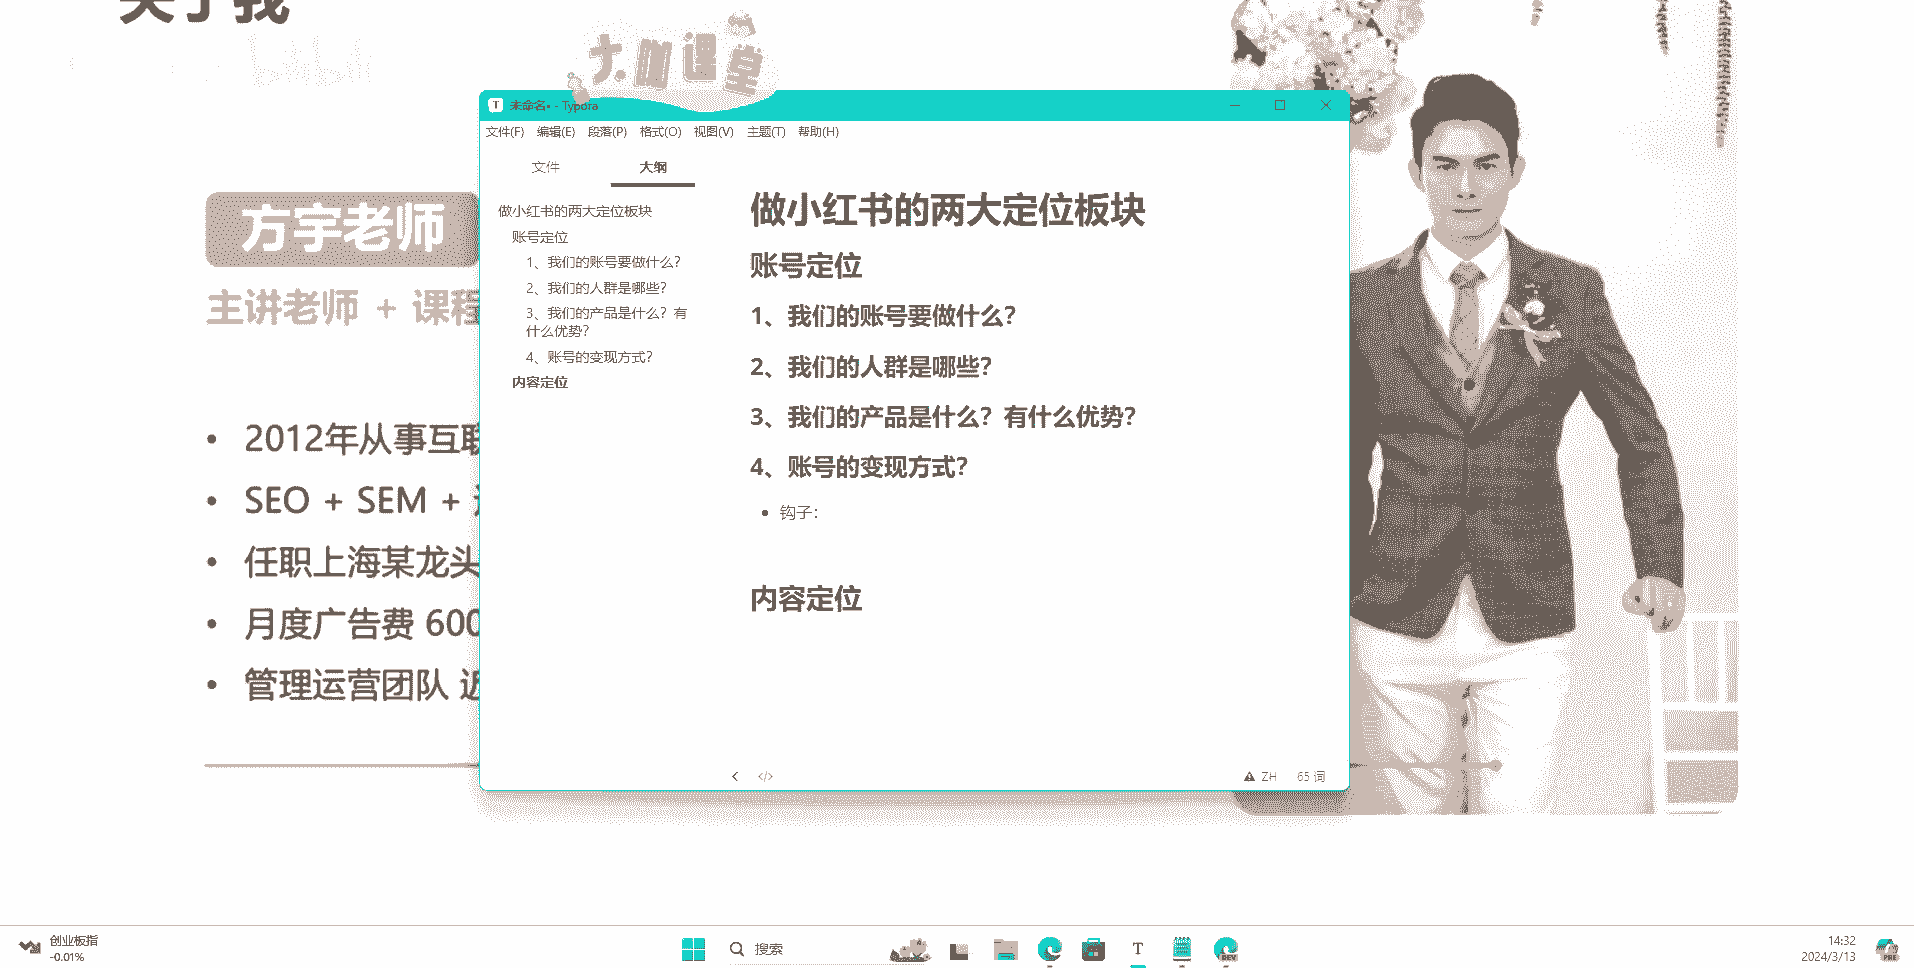 关于我
bilibili
大咖课堂
方宇老师
主讲老师 + 课程
2012年从事互联
SEO + SEM +
任职上海某龙头
月度广告费 600
管理运营团队 近
未命名• - Typora
文件(F) 编辑(E) 段落(P) 格式(O) 视图(V) 主题(T) 帮助(H)
文件 大纲
做小红书的两大定位板块
账号定位
1、我们的账号要做什么？
2、我们的人群是哪些？
3、我们的产品是什么？有
什么优势？
4、账号的变现方式？
内容定位
做小红书的两大定位板块
账号定位
1、我们的账号要做什么？
2、我们的人群是哪些？
3、我们的产品是什么？有什么优势？
4、账号的变现方式？
钩子：
内容定位
ZH 65 词
创业板指
-0.01%
搜索
T
DEV
14:32
2024/3/13
PRE